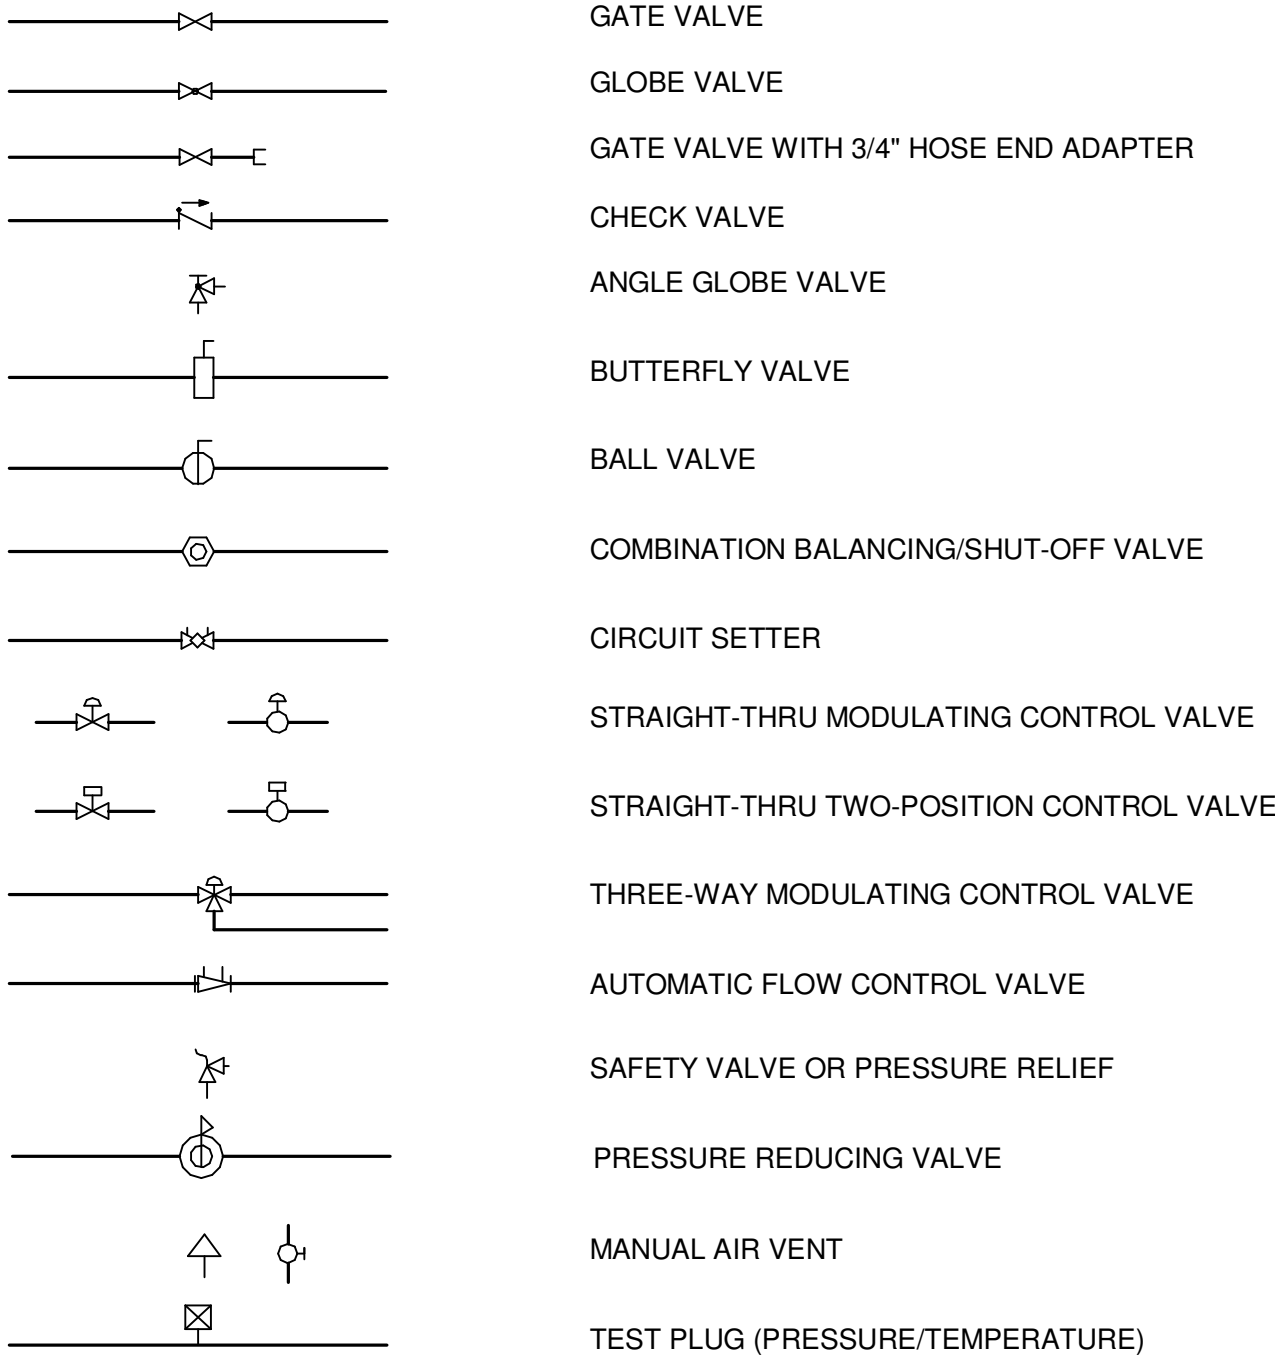 GATE VALVE
GLOBE VALVE
GATE VALVE WITH 3/4" HOSE END ADAPTER
CHECK VALVE
ANGLE GLOBE VALVE
BUTTERFLY VALVE
BALL VALVE
COMBINATION BALANCING/SHUT-OFF VALVE
CIRCUIT SETTER
STRAIGHT-THRU MODULATING CONTROL VALVE
STRAIGHT-THRU TWO-POSITION CONTROL VALVE
THREE-WAY MODULATING CONTROL VALVE
AUTOMATIC FLOW CONTROL VALVE
SAFETY VALVE OR PRESSURE RELIEF
PRESSURE REDUCING VALVE
MANUAL AIR VENT
TEST PLUG (PRESSURE/TEMPERATURE)